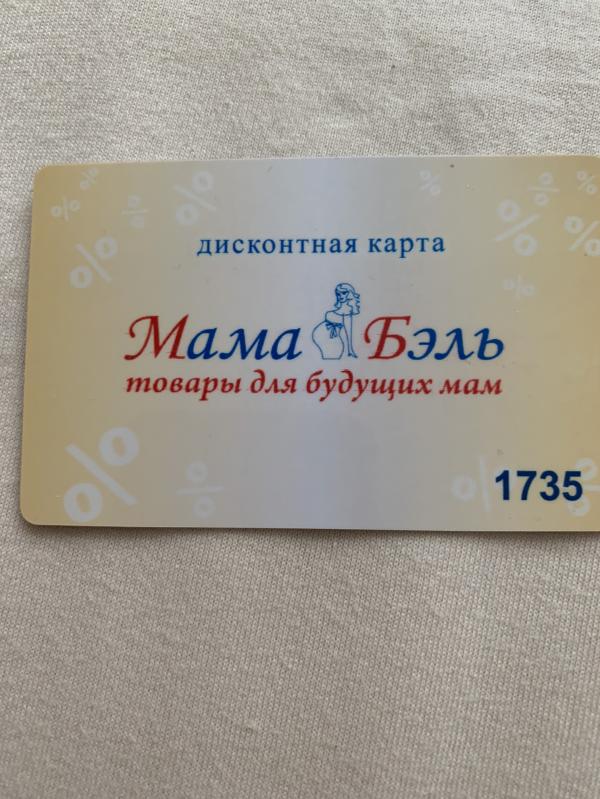 дисконтная карта
Мама Бэль
товары для будущих мам
1735